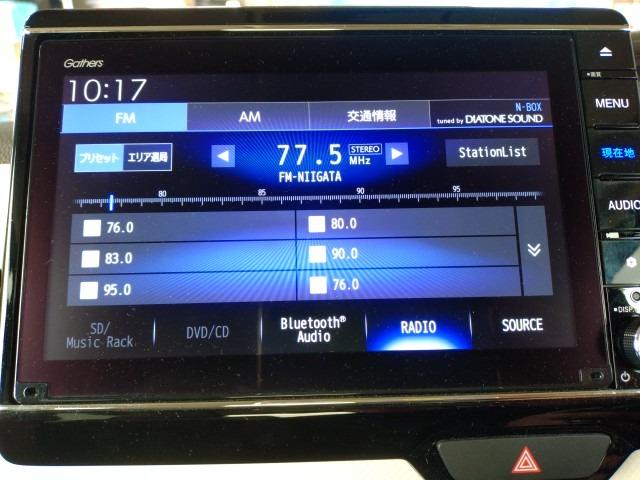 Gathers
10:17
FM AM 交通情報 N-BOX
tuned by DIATONE SOUND
プリセット エリア選局 77.5 STEREO MHz StationList
FM-NIIGATA
80 85 90 95
76.0 80.0
83.0 90.0
95.0 76.0
SD/
Music Rack
DVD/CD
Bluetooth®
Audio
RADIO
SOURCE
MENU
現在地
AUDIO